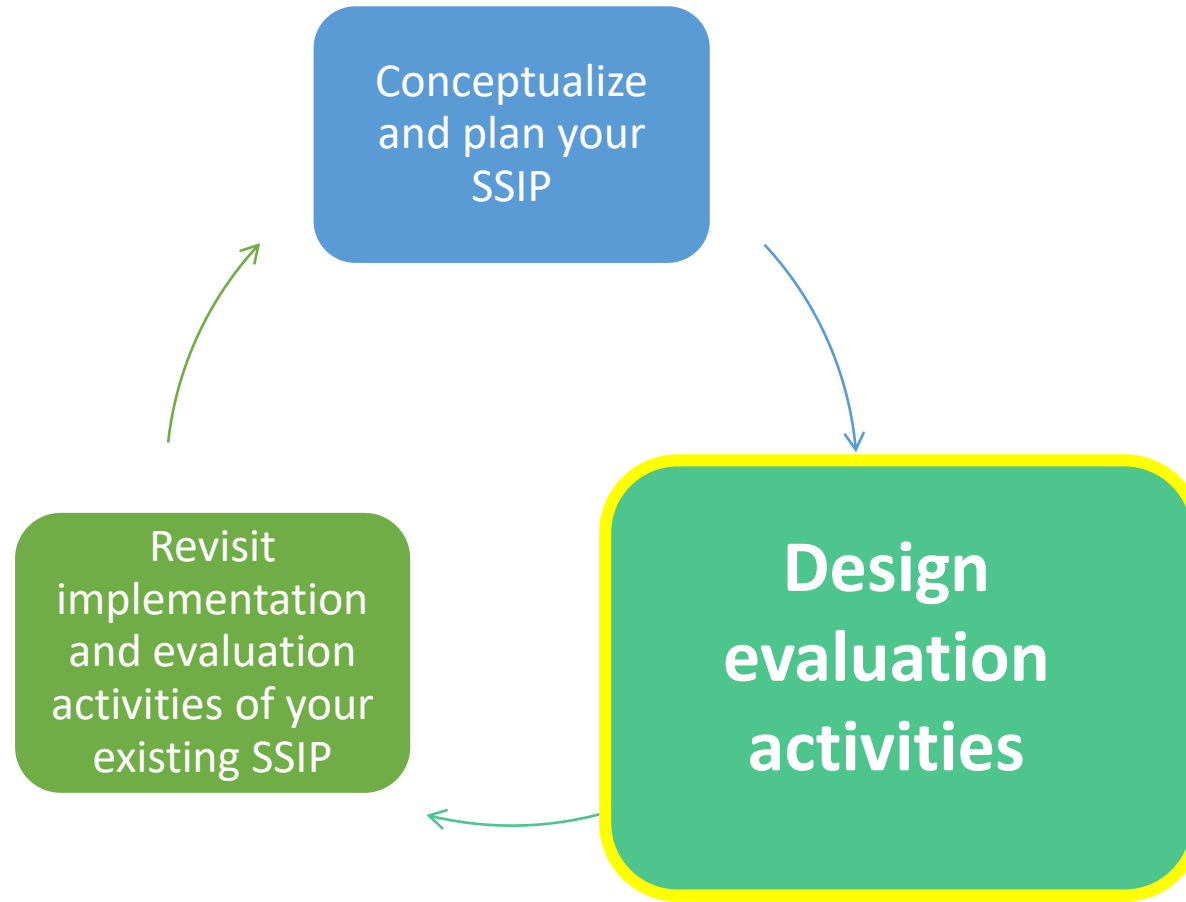 Conceptualize
and plan your
SSIP
Design
evaluation
activities
Revisit
implementation
and evaluation
activities of your
existing SSIP